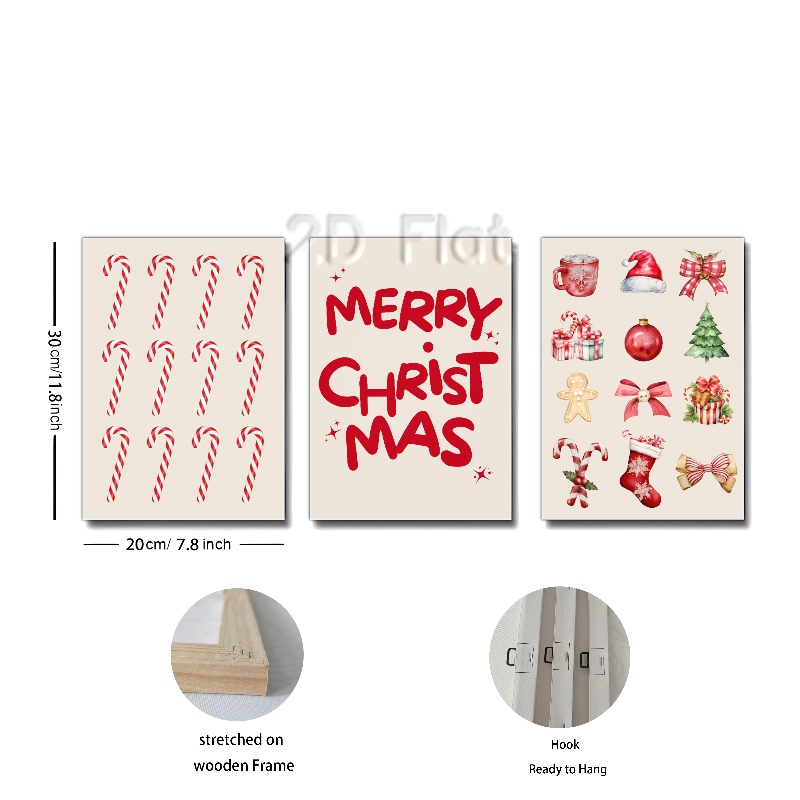 2D Flat
MERRY
CHRiST
MAS
30cm/11.8inch
20cm/ 7.8 inch
stretched on
wooden Frame
Hook
Ready to Hang